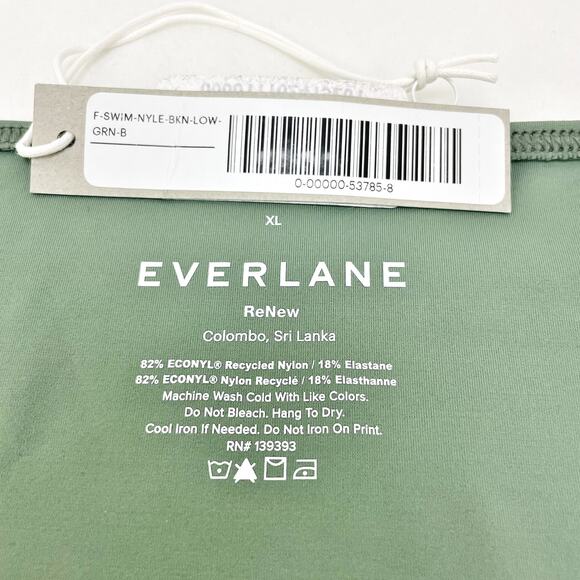 F-SWIM-NYLE-BKN-LOW-
GRN-B
0-00000-53785-8
XL
EVERLANE
ReNew
Colombo, Sri Lanka
82% ECONYL® Recycled Nylon / 18% Elastane
82% ECONYL® Nylon Recyclé / 18% Elasthanne
Machine Wash Cold With Like Colors.
Do Not Bleach. Hang To Dry.
Cool Iron If Needed. Do Not Iron On Print.
RN# 139393